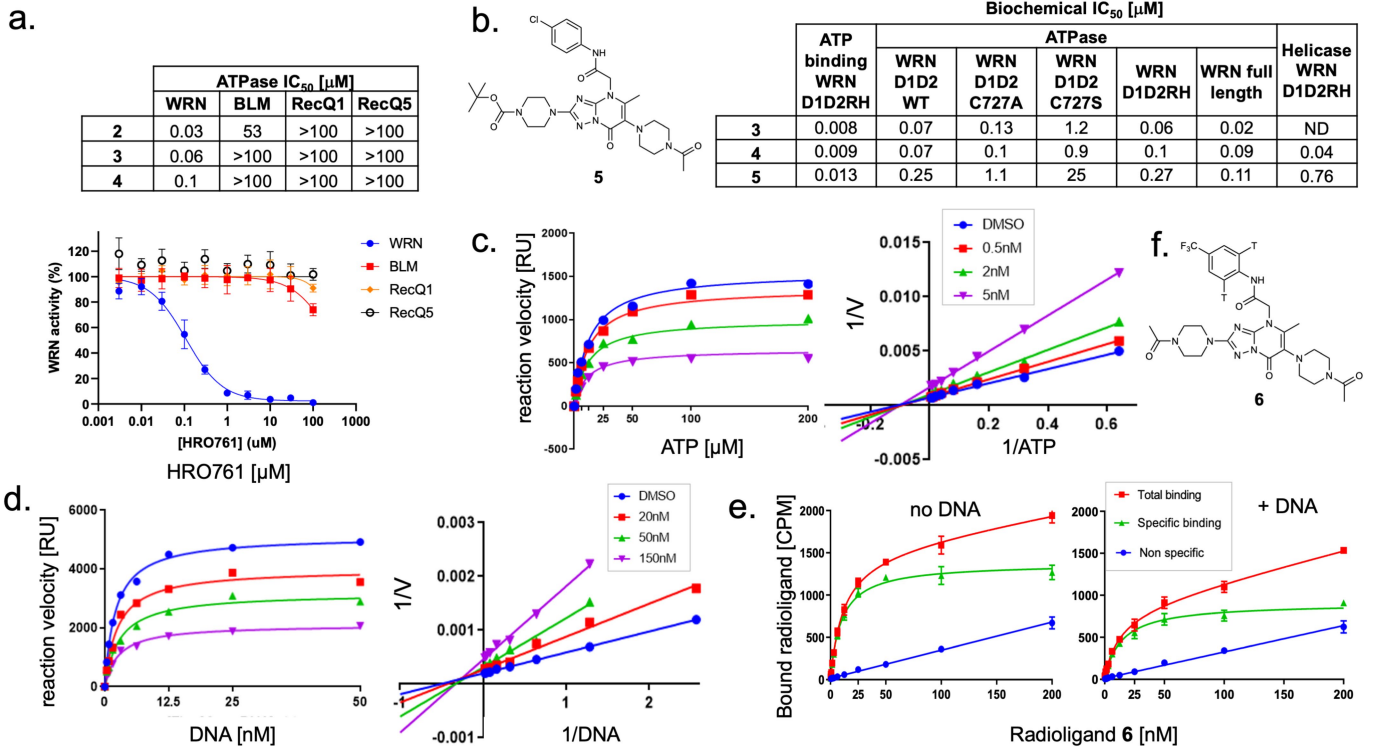 a.
ATPase IC50 [µM]
WRN BLM RecQ1 RecQ5
2 0.03 53 >100 >100
3 0.06 >100 >100 >100
4 0.1 >100 >100 >100
WRN activity (%)
120
100
80
60
40
20
0
0.001 0.01 0.1 1 10 100 1000
[HRO761] (uM)
HRO761 [µM]
WRN
BLM
RecQ1
RecQ5
b.
Cl
NH
O
O
O
N
N
N
N
N
N
N
O
N
N
O
5
Biochemical IC50 [µM]
ATP binding WRN D1D2RH
ATPase
WRN D1D2 WT
WRN D1D2 C727A
WRN D1D2 C727S
WRN D1D2RH
WRN full length
Helicase WRN D1D2RH
3 0.008 0.07 0.13 1.2 0.06 0.02 ND
4 0.009 0.07 0.1 0.9 0.1 0.09 0.04
5 0.013 0.25 1.1 25 0.27 0.11 0.76
c.
reaction velocity [RU]
2000
1500
1000
500
0
-500
25 50 100 200
ATP [µM]
DMSO
0.5nM
2nM
5nM
1/V
0.015
0.010
0.005
-0.005
-0.2 0.2 0.4 0.6
1/ATP
f.
F3C
T
T
NH
O
N
N
N
N
N
N
O
N
O
N
O
6
d.
reaction velocity [RU]
6000
4000
2000
0
0 12.5 25 50
DNA [nM]
DMSO
20nM
50nM
150nM
1/V
0.003
0.002
0.001
-0.001
-1 1 2
1/DNA
e.
Bound radioligand [CPM]
no DNA
2000
1500
1000
500
0
0 25 50 100 150 200
Total binding
Specific binding
Non specific
+ DNA
2000
1500
1000
500
0
0 25 50 100 150 200
Radioligand 6 [nM]